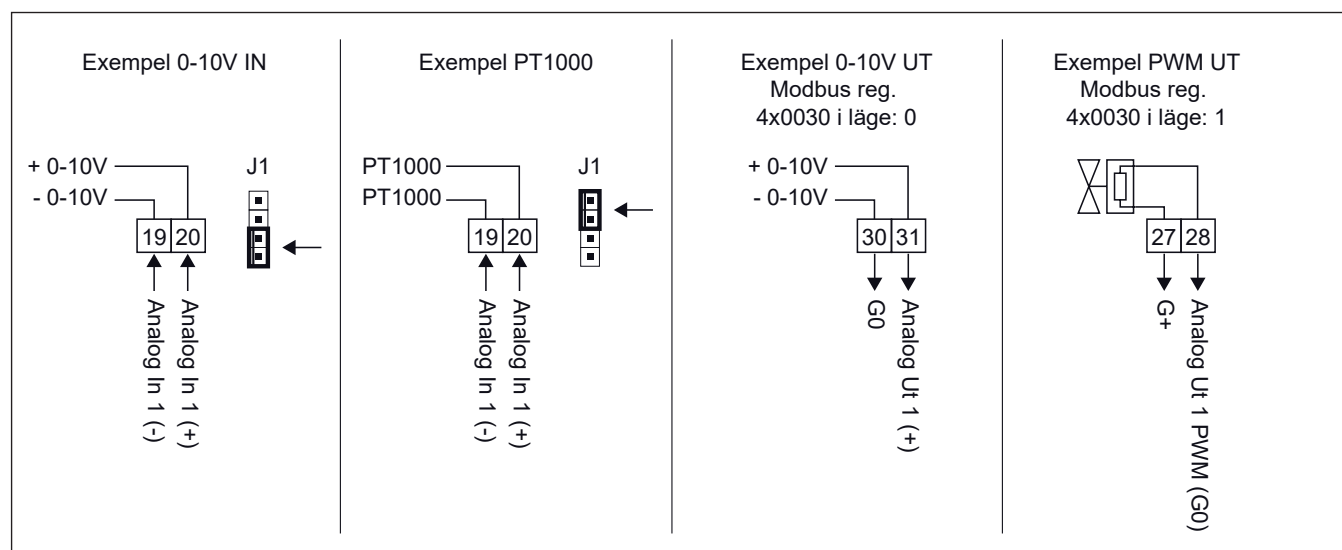 Exempel 0-10V IN
+ 0-10V
- 0-10V
J1
19 20
Analog In 1 (-)
Analog In 1 (+)
Exempel PT1000
PT1000
PT1000
J1
19 20
Analog In 1 (-)
Analog In 1 (+)
Exempel 0-10V UT
Modbus reg.
4x0030 i läge: 0
+ 0-10V
- 0-10V
30 31
G0
Analog Ut 1 (+)
Exempel PWM UT
Modbus reg.
4x0030 i läge: 1
27 28
G+
Analog Ut 1 PWM (G0)